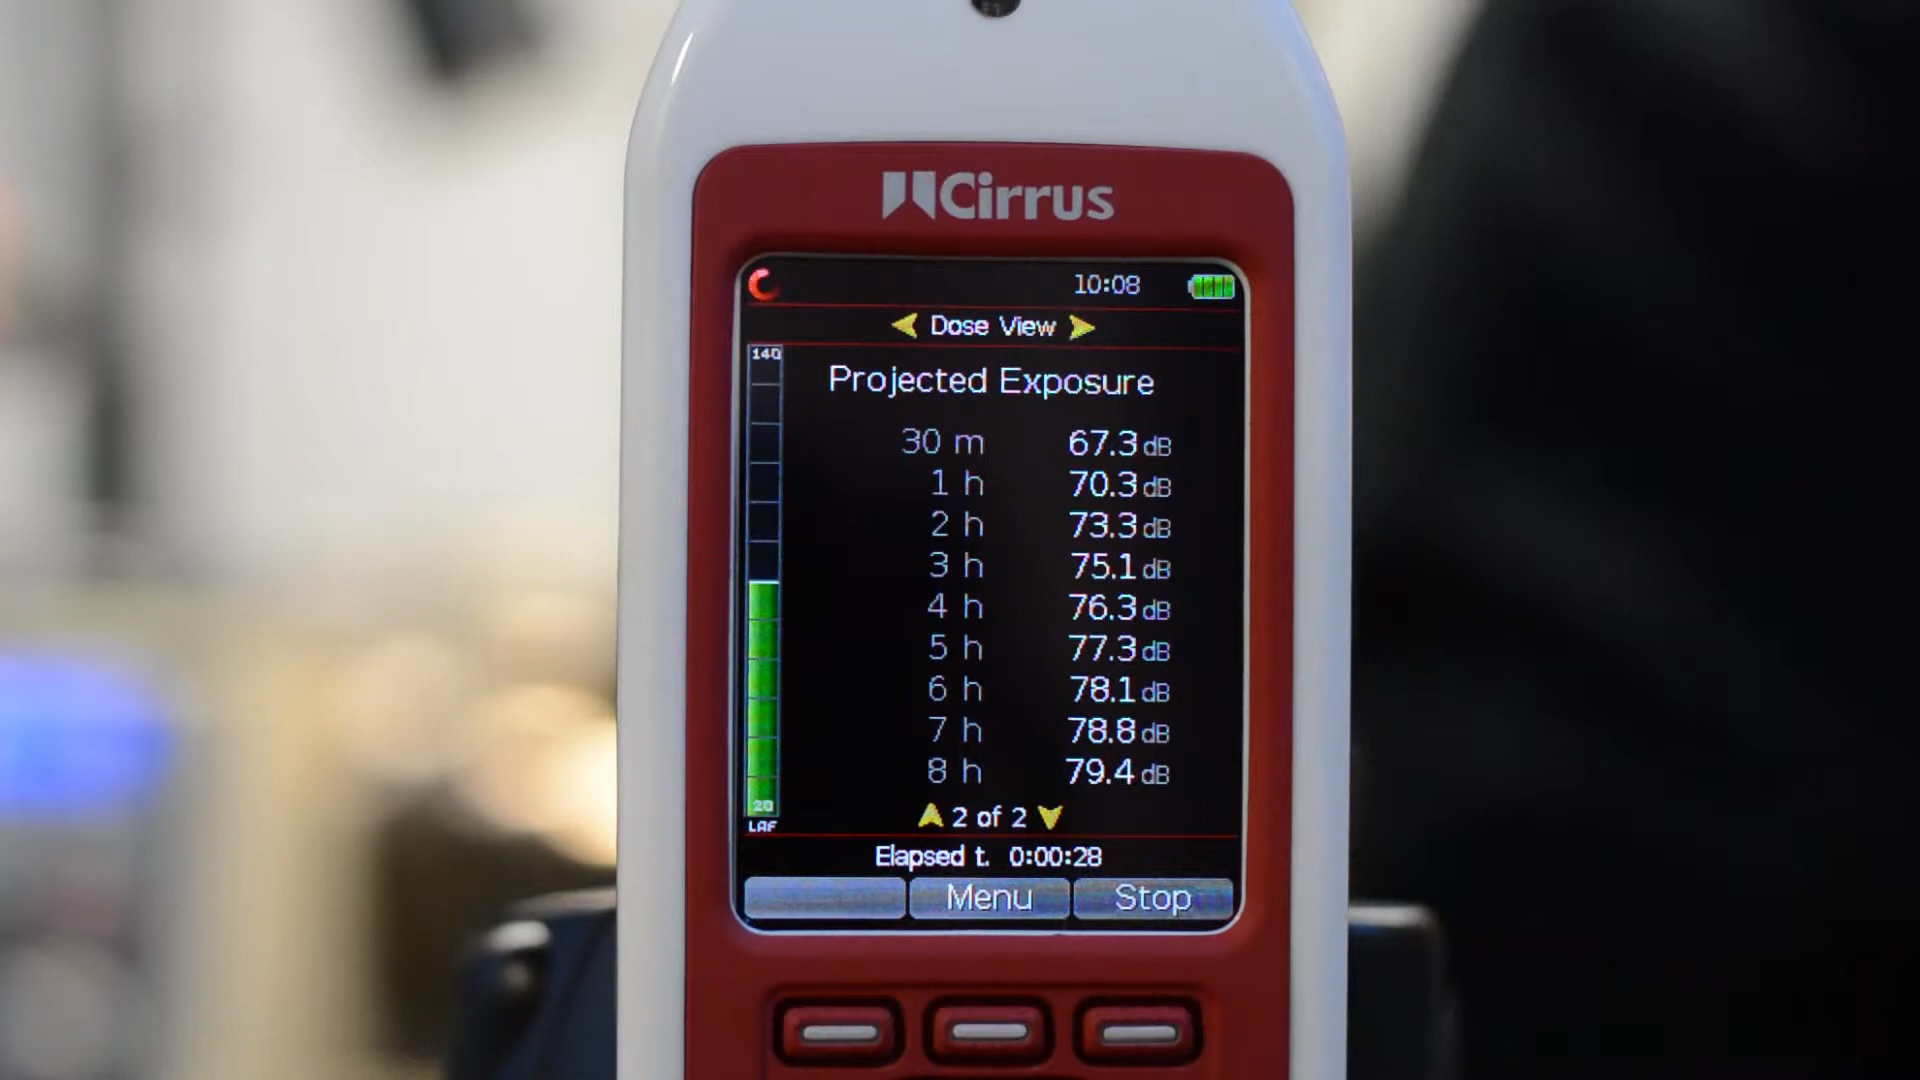 Cirrus
10:08
Dose View
140
Projected Exposure
30 m 67.3 dB
1 h 70.3 dB
2 h 73.3 dB
3 h 75.1 dB
4 h 76.3 dB
5 h 77.3 dB
6 h 78.1 dB
7 h 78.8 dB
8 h 79.4 dB
20
2 of 2
LAF
Elapsed t. 0:00:28
Menu Stop